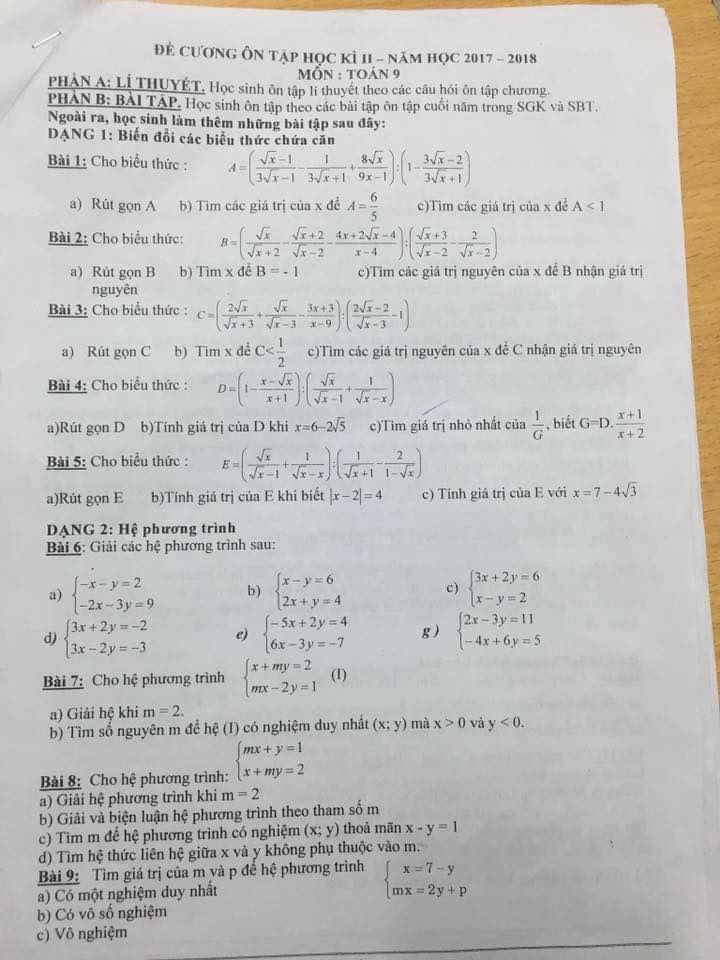 ĐỀ CƯƠNG ÔN TẬP HỌC KÌ II – NĂM HỌC 2017 – 2018
MÔN : TOÁN 9
PHẦN A: LÍ THUYẾT. Học sinh ôn tập lí thuyết theo các câu hỏi ôn tập chương.
PHẦN B: BÀI TẬP. Học sinh ôn tập theo các bài tập ôn tập cuối năm trong SGK và SBT.
Ngoài ra, học sinh làm thêm những bài tập sau đây:
DẠNG 1: Biến đổi các biểu thức chứa căn
Bài 1: Cho biểu thức : A = ((√x − 1)/(3√x − 1) − 1/(3√x + 1) + 8√x/(9x − 1)) : (1 − (3√x − 2)/(3√x + 1))
a) Rút gọn A b) Tìm các giá trị của x để A = 6/5 c)Tìm các giá trị của x để A < 1
Bài 2: Cho biểu thức: B = (√x/(√x + 2) − (√x + 2)/(√x − 2) − (4x + 2√x − 4)/(x − 4)) : ((√x + 3)/(√x − 2) − 2/(√x − 2))
a) Rút gọn B b) Tìm x để B = - 1 c)Tìm các giá trị nguyên của x để B nhận giá trị
nguyên
Bài 3: Cho biểu thức : C = (2√x/(√x + 3) + √x/(√x − 3) − (3x + 3)/(x − 9)) : ((2√x − 2)/(√x − 3) − 1)
a) Rút gọn C b) Tìm x để C< 1/2 c)Tìm các giá trị nguyên của x để C nhận giá trị nguyên
Bài 4: Cho biểu thức : D = (1 − (x − √x)/(x + 1)) : (√x/(√x − 1) + 1/(√x − x))
a)Rút gọn D b)Tính giá trị của D khi x = 6 − 2√5 c)Tìm giá trị nhỏ nhất của 1/G, biết G=D. (x + 1)/(x + 2)
Bài 5: Cho biểu thức : E = (√x/(√x − 1) + 1/(√x − x)) : (1/(√x + 1) − 2/(1 − √x))
a)Rút gọn E b)Tính giá trị của E khi biết |x − 2| = 4 c) Tính giá trị của E với x = 7 − 4√3
DẠNG 2: Hệ phương trình
Bài 6: Giải các hệ phương trình sau:
a) { −x − y = 2 b) { x − y = 6 c) { 3x + 2y = 6
−2x − 3y = 9 2x + y = 4 x − y = 2
d) { 3x + 2y = −2 e) { −5x + 2y = 4 g ) { 2x − 3y = 11
3x − 2y = −3 6x − 3y = −7 −4x + 6y = 5
Bài 7: Cho hệ phương trình { x + my = 2 (I)
mx − 2y = 1
a) Giải hệ khi m = 2.
b) Tìm số nguyên m để hệ (I) có nghiệm duy nhất (x; y) mà x > 0 và y < 0.
Bài 8: Cho hệ phương trình: { mx + y = 1
x + my = 2
a) Giải hệ phương trình khi m = 2
b) Giải và biện luận hệ phương trình theo tham số m
c) Tìm m để hệ phương trình có nghiệm (x; y) thoả mãn x - y = 1
d) Tìm hệ thức liên hệ giữa x và y không phụ thuộc vào m.
Bài 9: Tìm giá trị của m và p để hệ phương trình { x = 7 − y
mx = 2y + p
a) Có một nghiệm duy nhất
b) Có vô số nghiệm
c) Vô nghiệm